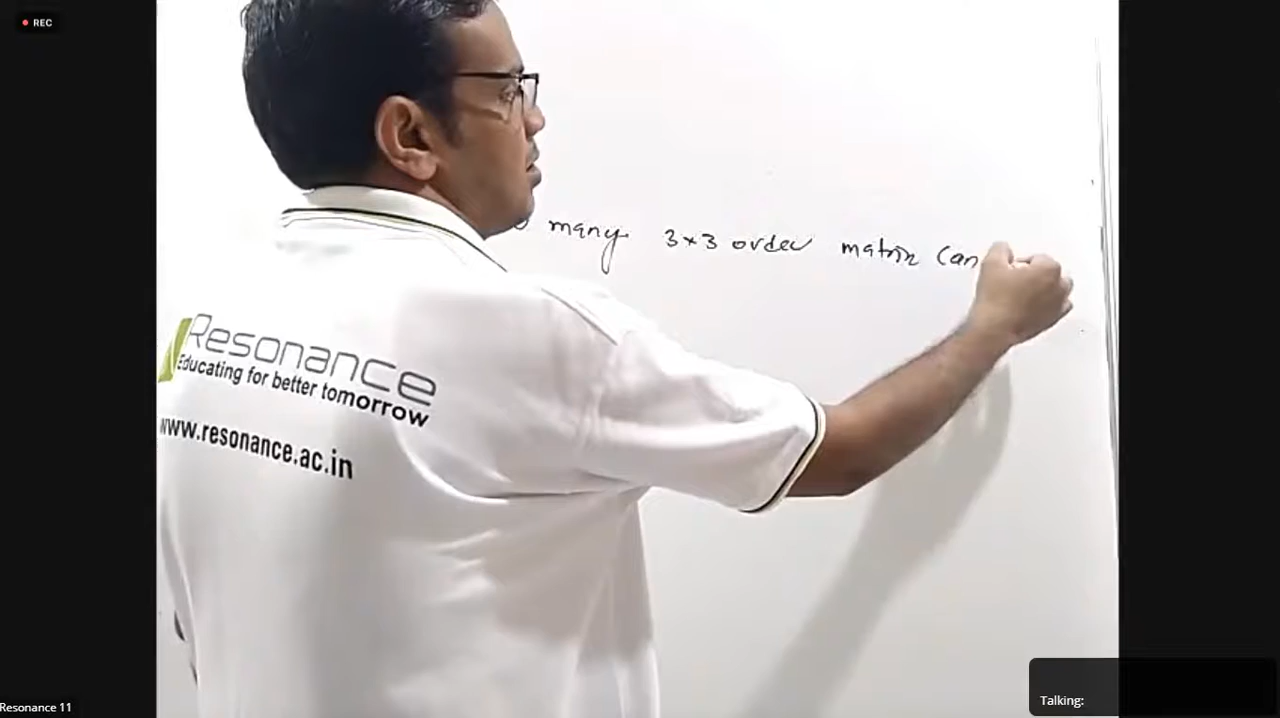 REC
many 3×3 order matrix can
Resonance
Educating for better tomorrow
www.resonance.ac.in
Resonance 11
Talking: